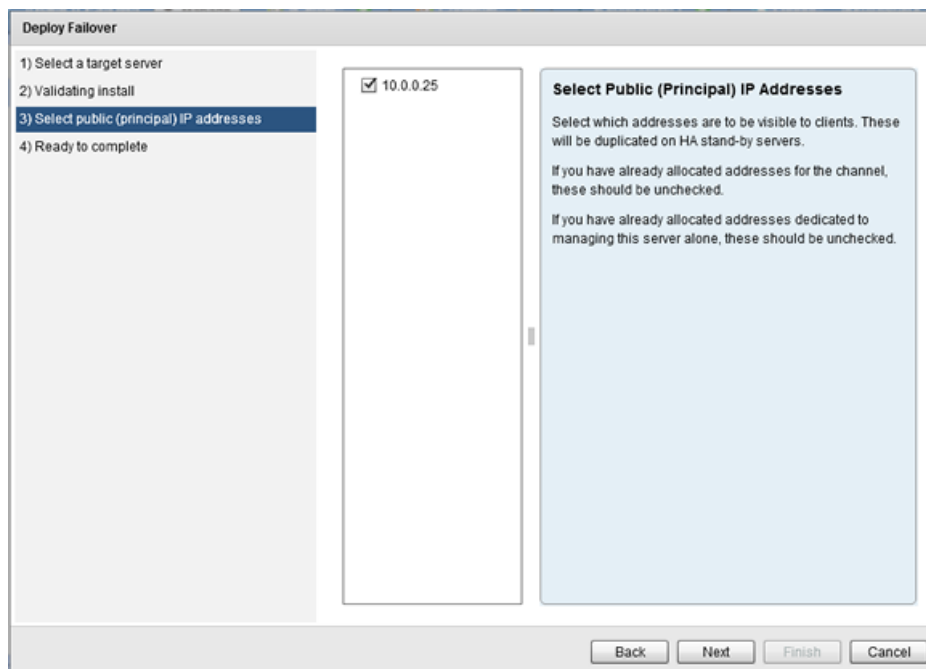 Deploy Failover
1) Select a target server
2) Validating install
3) Select public (principal) IP addresses
4) Ready to complete
10.0.0.25
Select Public (Principal) IP Addresses
Select which addresses are to be visible to clients. These
will be duplicated on HA stand-by servers.
If you have already allocated addresses for the channel,
these should be unchecked.
If you have already allocated addresses dedicated to
managing this server alone, these should be unchecked.
Back
Next
Finish
Cancel